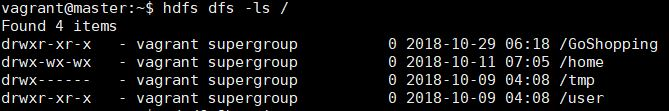 vagrant@master:~$ hdfs dfs -ls /
Found 4 items
drwxr-xr-x   - vagrant supergroup          0 2018-10-29 06:18 /GoShopping
drwx-wx-wx   - vagrant supergroup          0 2018-10-11 07:05 /home
drwx------   - vagrant supergroup          0 2018-10-09 04:08 /tmp
drwxr-xr-x   - vagrant supergroup          0 2018-10-09 04:08 /user